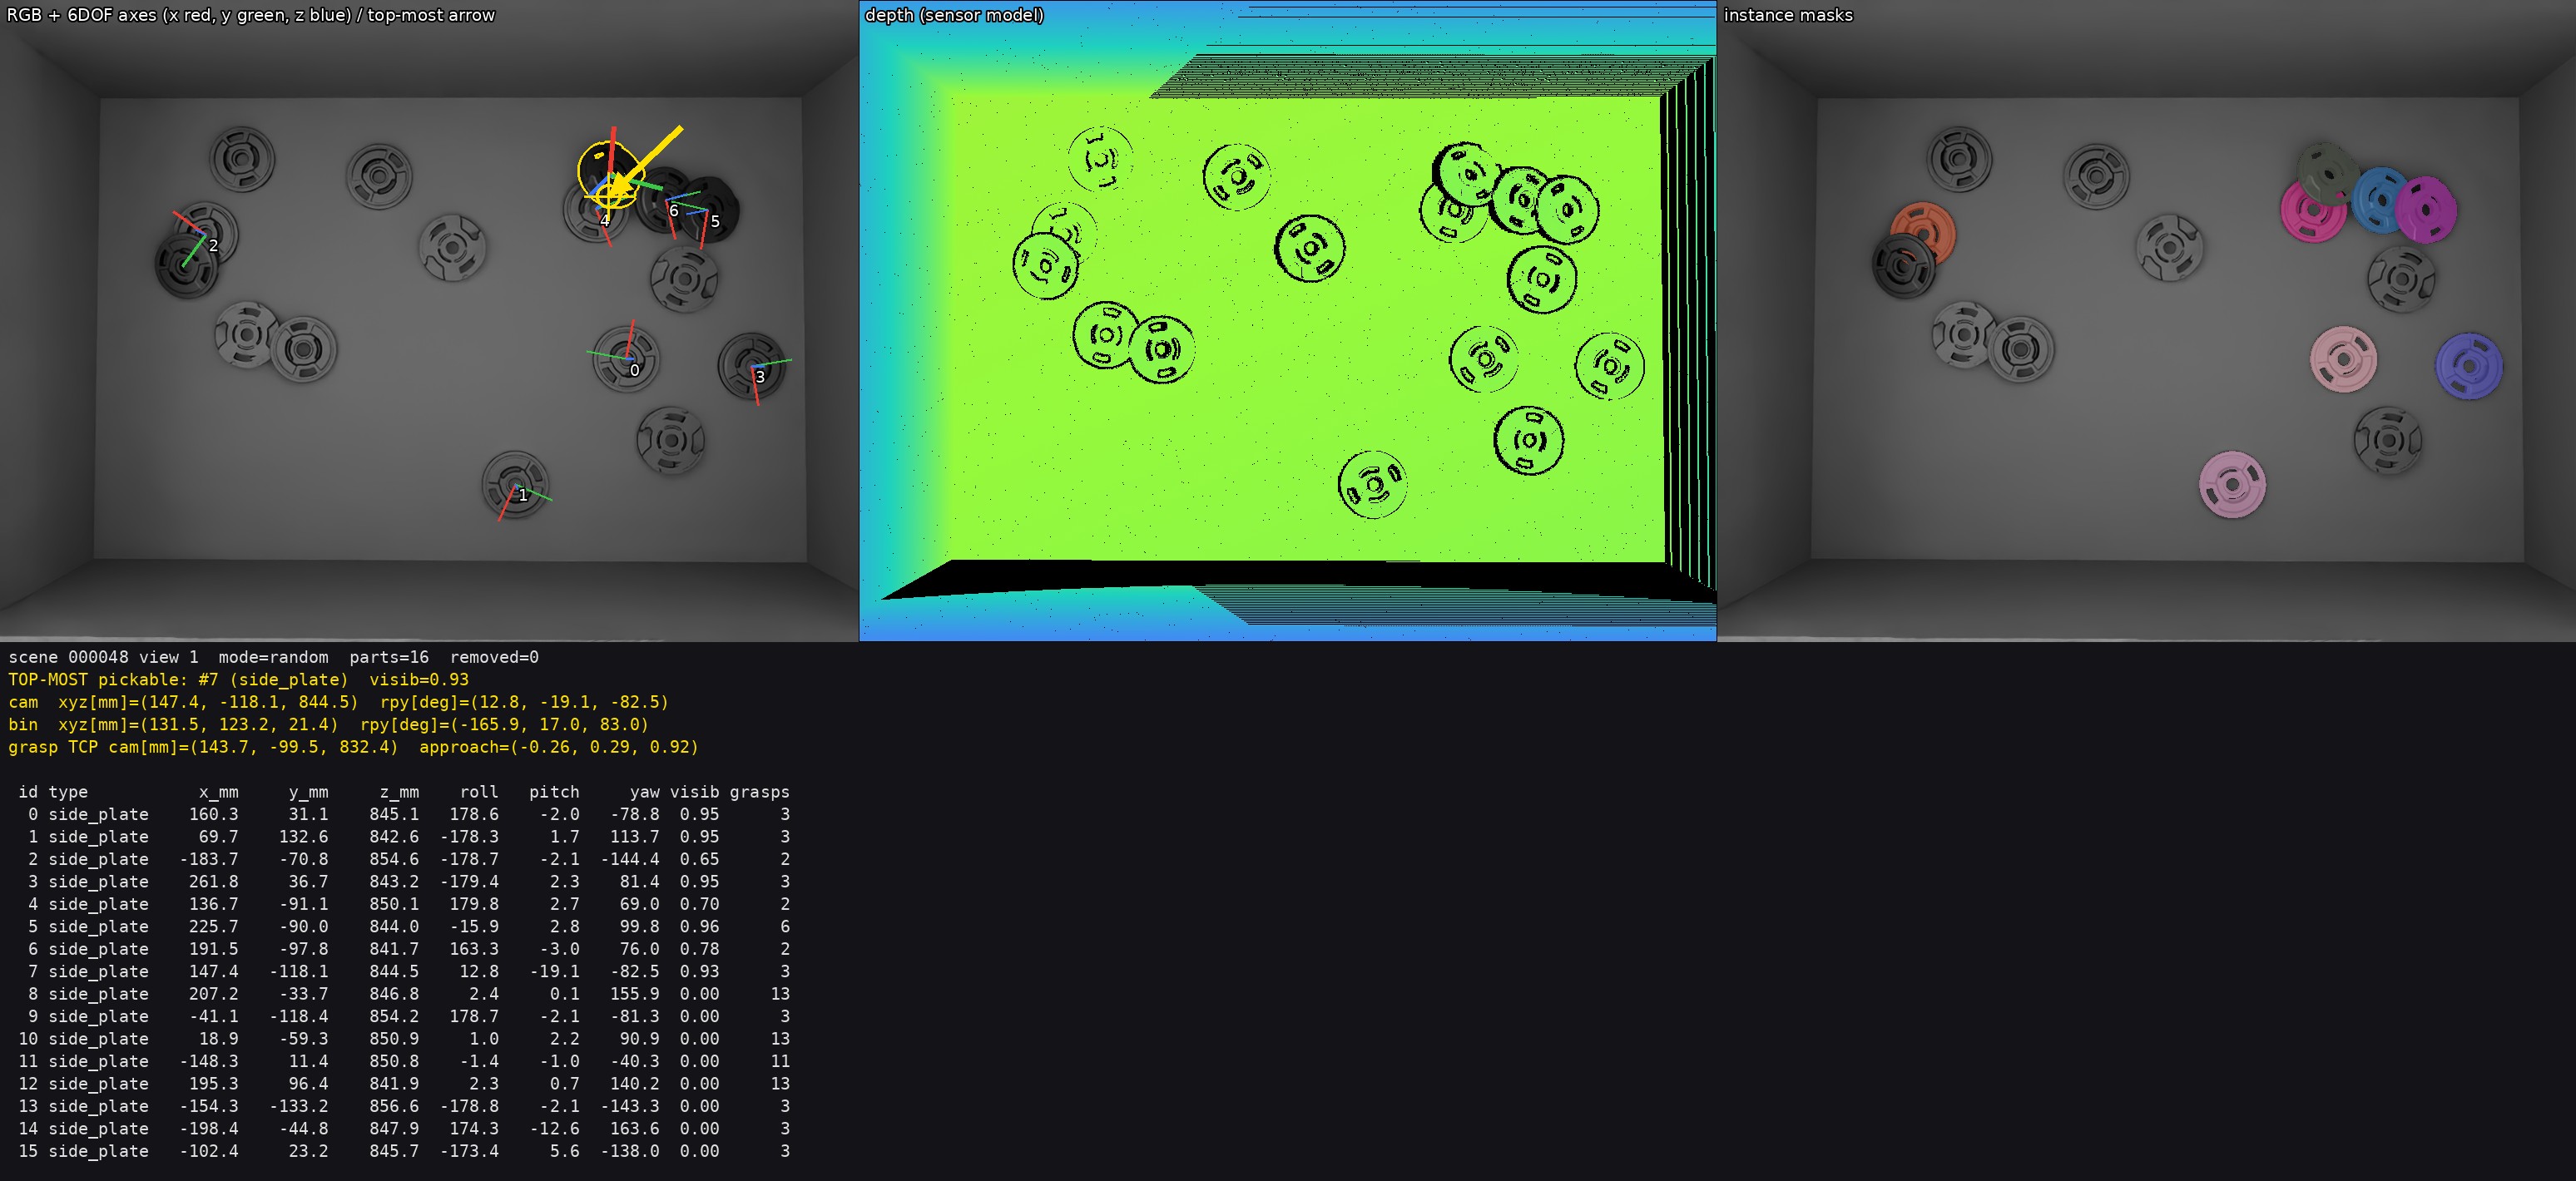 RGB + 6DOF axes (x red, y green, z blue) / top-most arrow
depth (sensor model)
instance masks
4
6
5
2
0
3
1
scene 000048 view 1  mode=random  parts=16  removed=0
TOP-MOST pickable: #7 (side_plate)  visib=0.93
cam  xyz[mm]=(147.4, -118.1, 844.5)  rpy[deg]=(12.8, -19.1, -82.5)
bin  xyz[mm]=(131.5, 123.2, 21.4)  rpy[deg]=(-165.9, 17.0, 83.0)
grasp TCP cam[mm]=(143.7, -99.5, 832.4)  approach=(-0.26, 0.29, 0.92)
id type x_mm y_mm z_mm roll pitch yaw visib grasps
0 side_plate 160.3 31.1 845.1 178.6 -2.0 -78.8 0.95 3
1 side_plate 69.7 132.6 842.6 -178.3 1.7 113.7 0.95 3
2 side_plate -183.7 -70.8 854.6 -178.7 -2.1 -144.4 0.65 2
3 side_plate 261.8 36.7 843.2 -179.4 2.3 81.4 0.95 3
4 side_plate 136.7 -91.1 850.1 179.8 2.7 69.0 0.70 2
5 side_plate 225.7 -90.0 844.0 -15.9 2.8 99.8 0.96 6
6 side_plate 191.5 -97.8 841.7 163.3 -3.0 76.0 0.78 2
7 side_plate 147.4 -118.1 844.5 12.8 -19.1 -82.5 0.93 3
8 side_plate 207.2 -33.7 846.8 2.4 0.1 155.9 0.00 13
9 side_plate -41.1 -118.4 854.2 178.7 -2.1 -81.3 0.00 3
10 side_plate 18.9 -59.3 850.9 1.0 2.2 90.9 0.00 13
11 side_plate -148.3 11.4 850.8 -1.4 -1.0 -40.3 0.00 11
12 side_plate 195.3 96.4 841.9 2.3 0.7 140.2 0.00 13
13 side_plate -154.3 -133.2 856.6 -178.8 -2.1 -143.3 0.00 3
14 side_plate -198.4 -44.8 847.9 174.3 -12.6 163.6 0.00 3
15 side_plate -102.4 23.2 845.7 -173.4 5.6 -138.0 0.00 3